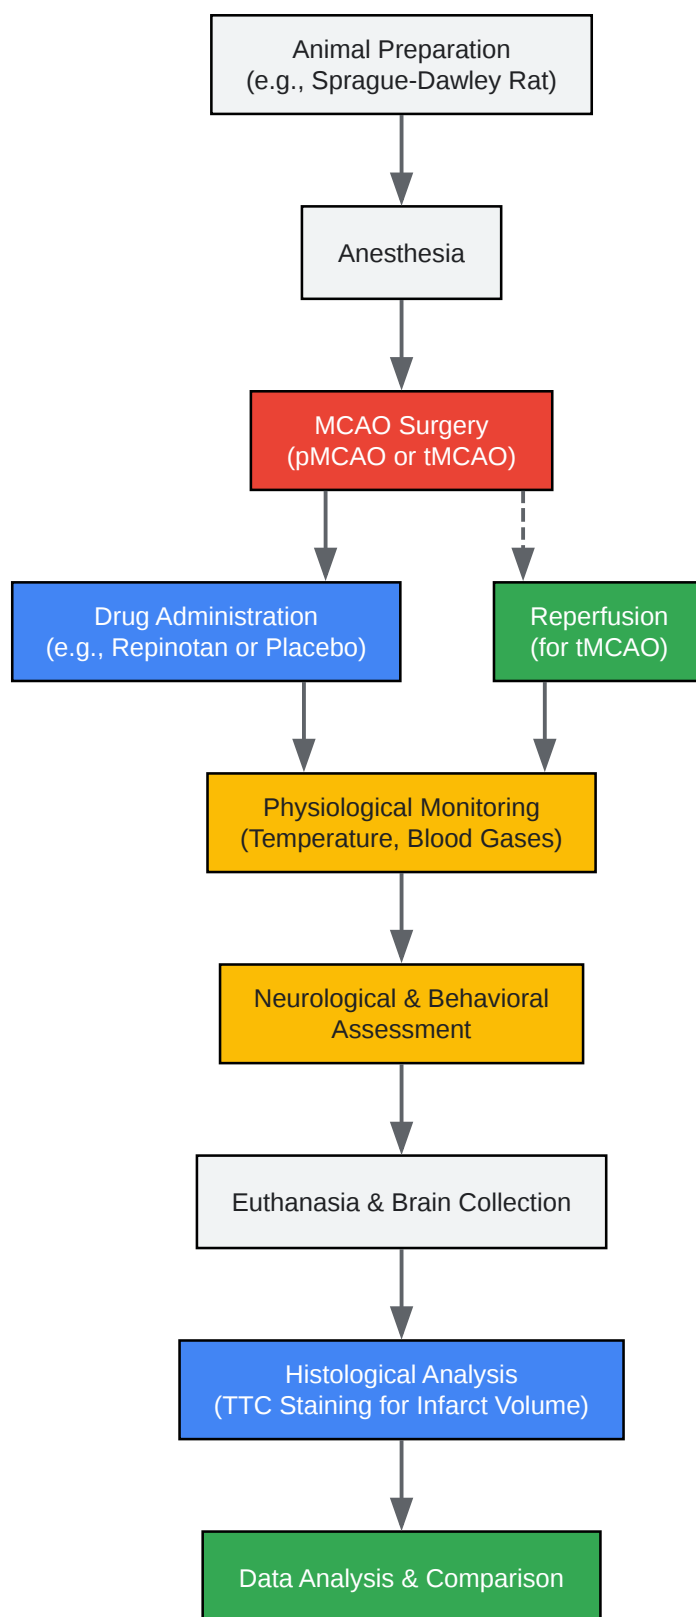 Animal Preparation
(e.g., Sprague-Dawley Rat)
Anesthesia
MCAO Surgery
(pMCAO or tMCAO)
Drug Administration
(e.g., Repinotan or Placebo)
Reperfusion
(for tMCAO)
Physiological Monitoring
(Temperature, Blood Gases)
Neurological & Behavioral
Assessment
Euthanasia & Brain Collection
Histological Analysis
(TTC Staining for Infarct Volume)
Data Analysis & Comparison